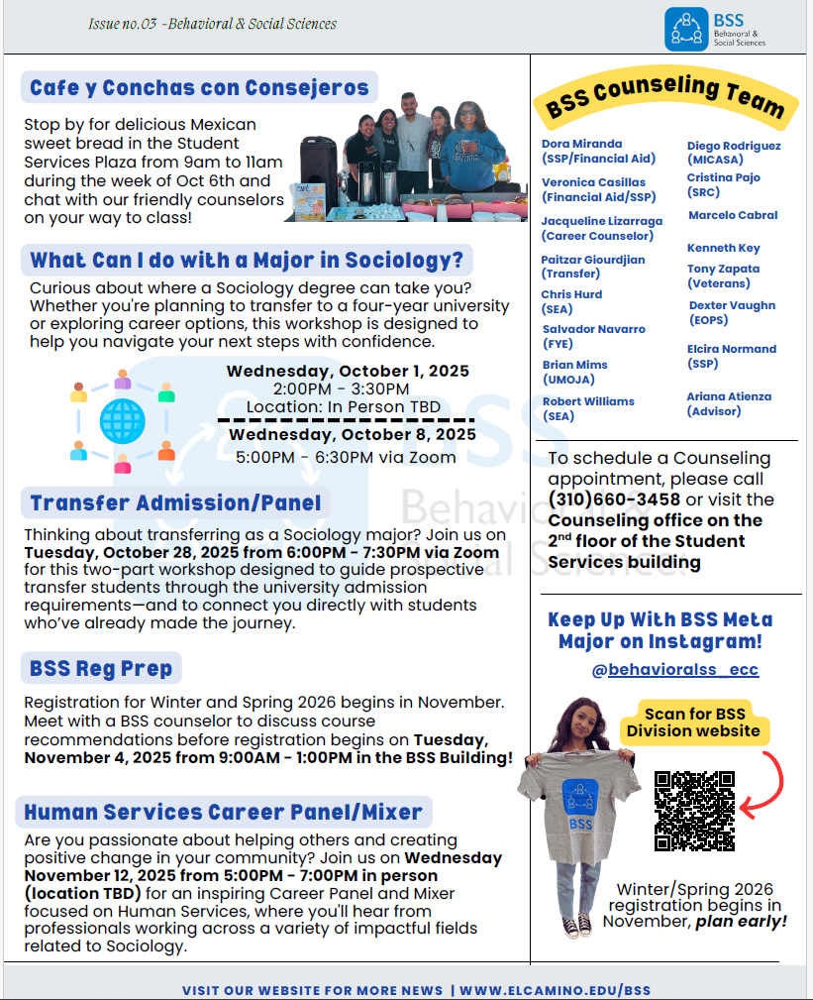 Issue no.03 -Behavioral & Social Sciences
BSS
Behavioral &
Social Sciences
Cafe y Conchas con Consejeros
Stop by for delicious Mexican
sweet bread in the Student
Services Plaza from 9am to 11am
during the week of Oct 6th and
chat with our friendly counselors
on your way to class!
CAFÉ,
What Can I do with a Major in Sociology?
Curious about where a Sociology degree can take you?
Whether you're planning to transfer to a four-year university
or exploring career options, this workshop is designed to
help you navigate your next steps with confidence.
Wednesday, October 1, 2025
2:00PM - 3:30PM
Location: In Person TBD
Wednesday, October 8, 2025
5:00PM - 6:30PM via Zoom
BSS
Behavioral &
Social Sciences
Transfer Admission/Panel
Thinking about transferring as a Sociology major? Join us on
Tuesday, October 28, 2025 from 6:00PM - 7:30PM via Zoom
for this two-part workshop designed to guide prospective
transfer students through the university admission
requirements—and to connect you directly with students
who've already made the journey.
BSS Reg Prep
Registration for Winter and Spring 2026 begins in November.
Meet with a BSS counselor to discuss course
recommendations before registration begins on Tuesday,
November 4, 2025 from 9:00AM - 1:00PM in the BSS Building!
Human Services Career Panel/Mixer
Are you passionate about helping others and creating
positive change in your community? Join us on Wednesday
November 12, 2025 from 5:00PM - 7:00PM in person
(location TBD) for an inspiring Career Panel and Mixer
focused on Human Services, where you'll hear from
professionals working across a variety of impactful fields
related to Sociology.
BSS Counseling Team
Dora Miranda
(SSP/Financial Aid)
Veronica Casillas
(Financial Aid/SSP)
Jacqueline Lizarraga
(Career Counselor)
Paitzar Giourdjian
(Transfer)
Chris Hurd
(SEA)
Salvador Navarro
(FYE)
Brian Mims
(UMOJA)
Robert Williams
(SEA)
Diego Rodriguez
(MICASA)
Cristina Pajo
(SRC)
Marcelo Cabral
Kenneth Key
Tony Zapata
(Veterans)
Dexter Vaughn
(EOPS)
Elcira Normand
(SSP)
Ariana Atienza
(Advisor)
To schedule a Counseling
appointment, please call
(310)660-3458 or visit the
Counseling office on the
2nd floor of the Student
Services building
Keep Up With BSS Meta
Major on Instagram!
@behavioralss_ecc
Scan for BSS
Division website
BSS
Winter/Spring 2026
registration begins in
November, plan early!
VISIT OUR WEBSITE FOR MORE NEWS | WWW.ELCAMINO.EDU/BSS